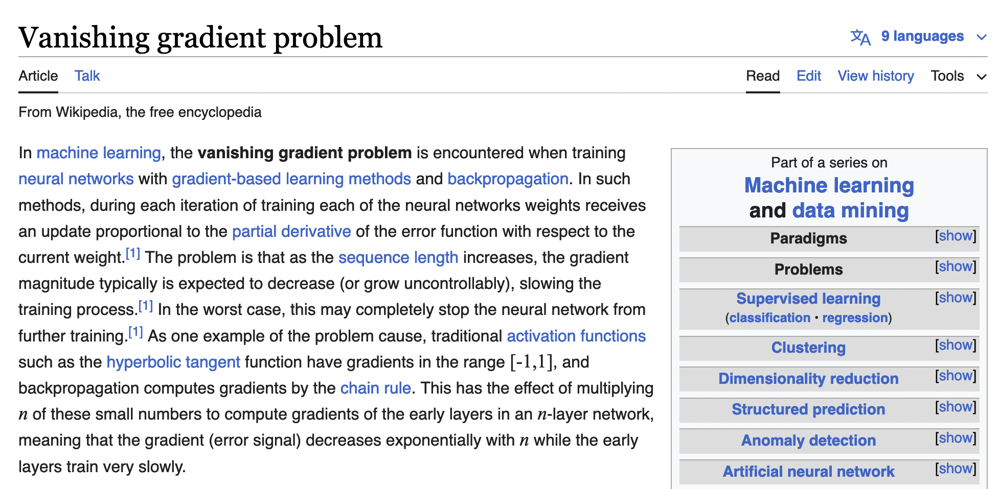 Vanishing gradient problem
文A 9 languages
Article Talk
Read Edit View history Tools
From Wikipedia, the free encyclopedia
In machine learning, the vanishing gradient problem is encountered when training
neural networks with gradient-based learning methods and backpropagation. In such
methods, during each iteration of training each of the neural networks weights receives
an update proportional to the partial derivative of the error function with respect to the
current weight.[1] The problem is that as the sequence length increases, the gradient
magnitude typically is expected to decrease (or grow uncontrollably), slowing the
training process.[1] In the worst case, this may completely stop the neural network from
further training.[1] As one example of the problem cause, traditional activation functions
such as the hyperbolic tangent function have gradients in the range [-1,1], and
backpropagation computes gradients by the chain rule. This has the effect of multiplying
n of these small numbers to compute gradients of the early layers in an n-layer network,
meaning that the gradient (error signal) decreases exponentially with n while the early
layers train very slowly.
Part of a series on
Machine learning
and data mining
Paradigms [show]
Problems [show]
Supervised learning [show]
(classification • regression)
Clustering [show]
Dimensionality reduction [show]
Structured prediction [show]
Anomaly detection [show]
Artificial neural network [show]